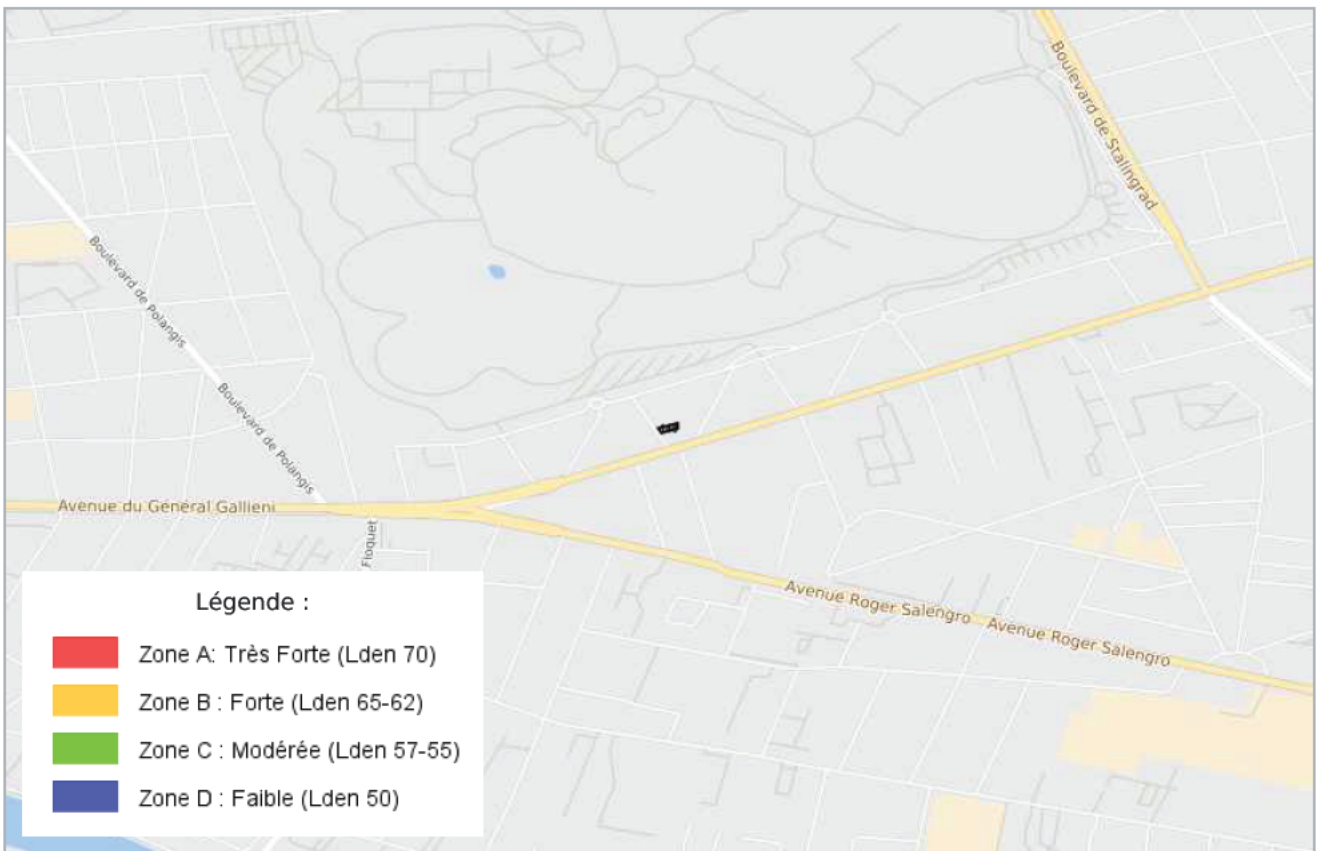 Boulevard de Stalingrad
Boulevard de Polangis
Boulevard de Polangis
Avenue du Général Gallieni
Floquet
Avenue Roger Salengro
Avenue Roger Salengro
Légende :
Zone A: Très Forte (Lden 70)
Zone B : Forte (Lden 65-62)
Zone C : Modérée (Lden 57-55)
Zone D : Faible (Lden 50)